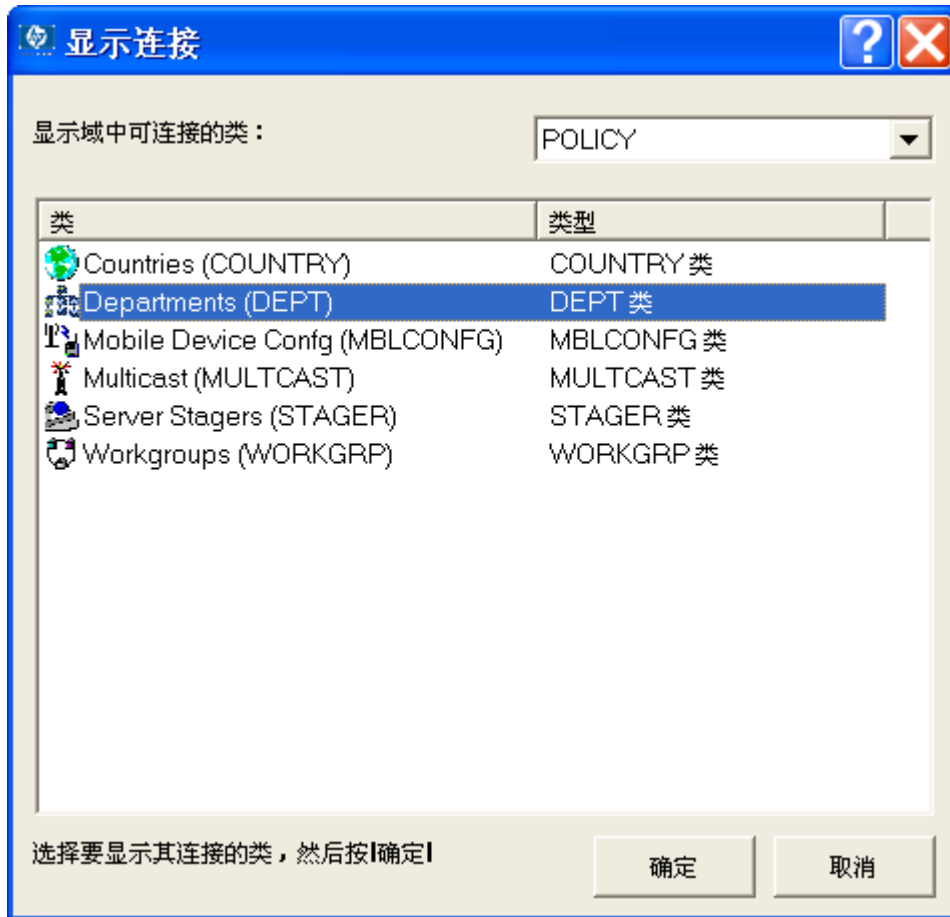 显示连接
显示域中可连接的类： POLICY
类 类型
Countries (COUNTRY) COUNTRY 类
Departments (DEPT) DEPT 类
Mobile Device Confg (MBLCONFG) MBLCONFG 类
Multicast (MULTCAST) MULTCAST 类
Server Stagers (STAGER) STAGER 类
Workgroups (WORKGRP) WORKGRP 类
选择要显示其连接的类，然后按|确定|
确定 取消